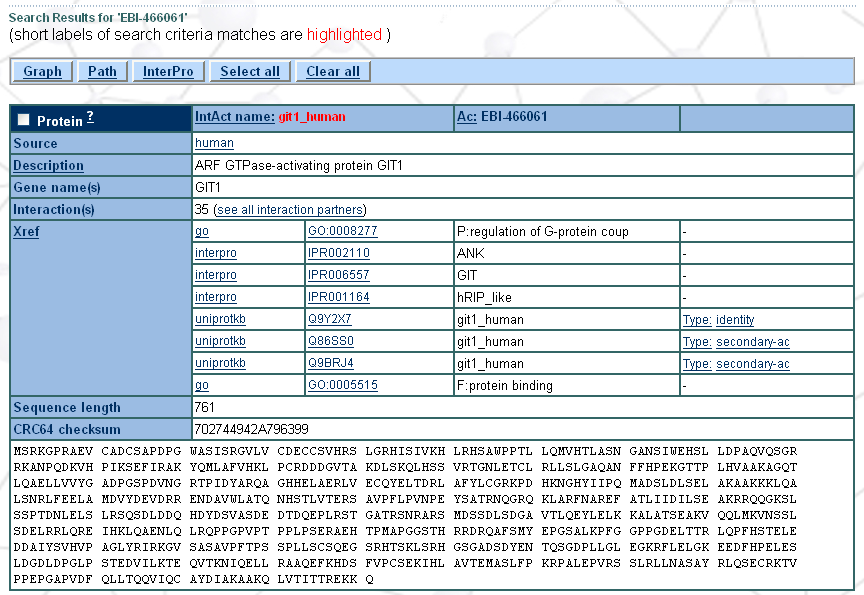 Search Results for 'EBI-466061'
(short labels of search criteria matches are highlighted )
Graph Path InterPro Select all Clear all
Protein ? IntAct name: git1_human Ac: EBI-466061
Source human
Description ARF GTPase-activating protein GIT1
Gene name(s) GIT1
Interaction(s) 35 (see all interaction partners)
Xref go GO:0008277 P:regulation of G-protein coup -
interpro IPR002110 ANK -
interpro IPR006557 GIT -
interpro IPR001164 hRIP_like -
uniprotkb Q9Y2X7 git1_human Type: identity
uniprotkb Q86SS0 git1_human Type: secondary-ac
uniprotkb Q9BRJ4 git1_human Type: secondary-ac
go GO:0005515 F:protein binding -
Sequence length 761
CRC64 checksum 702744942A796399
MSRKGPRAEV CADCSAPDPG WASISRGVLV CDECCSVHRS LGRHISIVKH LRHSAWPPTL LQMVHTLASN GANSIWEHSL LDPAQVQSGR
RKANPQDKVH PIKSEFIRAK YQMLAFVHKL PCRDDDGVTA KDLSKQLHSS VRTGNLETCL RLLSLGAQAN FFHPEKGTTP LHVAAKAGQT
LQAELLVVYG ADPGSPDVNG RTPIDYARQA GHHELAERLV ECQYELTDRL AFYLCGRKPD HKNGHYIIPQ MADSLDLSEL AKAAKKKLQA
LSNRLFEELA MDVYDEVDRR ENDAVWLATQ NHSTLVTERS AVPFLPVNPE YSATRNQGRQ KLARFNAREF ATLIIDILSE AKRRQQGKSL
SSPTDNLELS LRSQSDLDDQ HDYDSVASDE DTDQEPLRST GATRSNRARS MDSSDLSDGA VTLQEYLELK KALATSEAKV QQLMKVNSSL
SDELRRLQRE IHKLQAENLQ LRQPPGPVPT PPLPSERAEH TPMAPGGSTH RRDRQAFSMY EPGSALKPFG GPPGDELTTR LQPFHSTELE
DDAIYSVHVP AGLYRIRKGV SASAVPFTPS SPLLSCSQEG SRHTSKLSRH GSGADSDYEN TQSGDPLLGL EGKRFLELGK EEDFHPELES
LDGDLDPGLP STEDVILKTE QVTKNIQELL RAAQEFKHDS FVPCSEKIHL AVTEMASLFP KRPALEPVRS SLRLLNASAY RLQSECRKTV
PPEPGAPVDF QLLTQQVIQC AYDIAKAAKQ LVTITTREKK Q